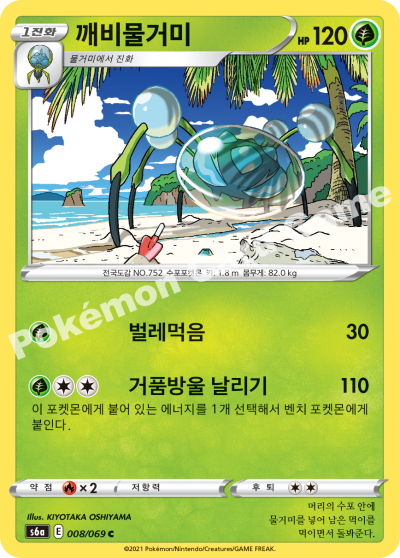 1진화
깨비물거미
HP 120
물거미에서 진화
전국도감 NO.752 수포포켓몬 키: 1.8 m 몸무게: 82.0 kg
벌레먹음 30
거품방울 날리기 110
이 포켓몬에게 붙어 있는 에너지를 1개 선택해서 벤치 포켓몬에게
붙인다.
약점 ×2 저항력 후퇴
Illus. KIYOTAKA OSHIYAMA
s6a E 008/069 C
머리의 수포 안에
물거미를 넣어 남은 먹이를
먹이면서 돌봐준다.
©2021 Pokémon/Nintendo/Creatures/GAME FREAK.